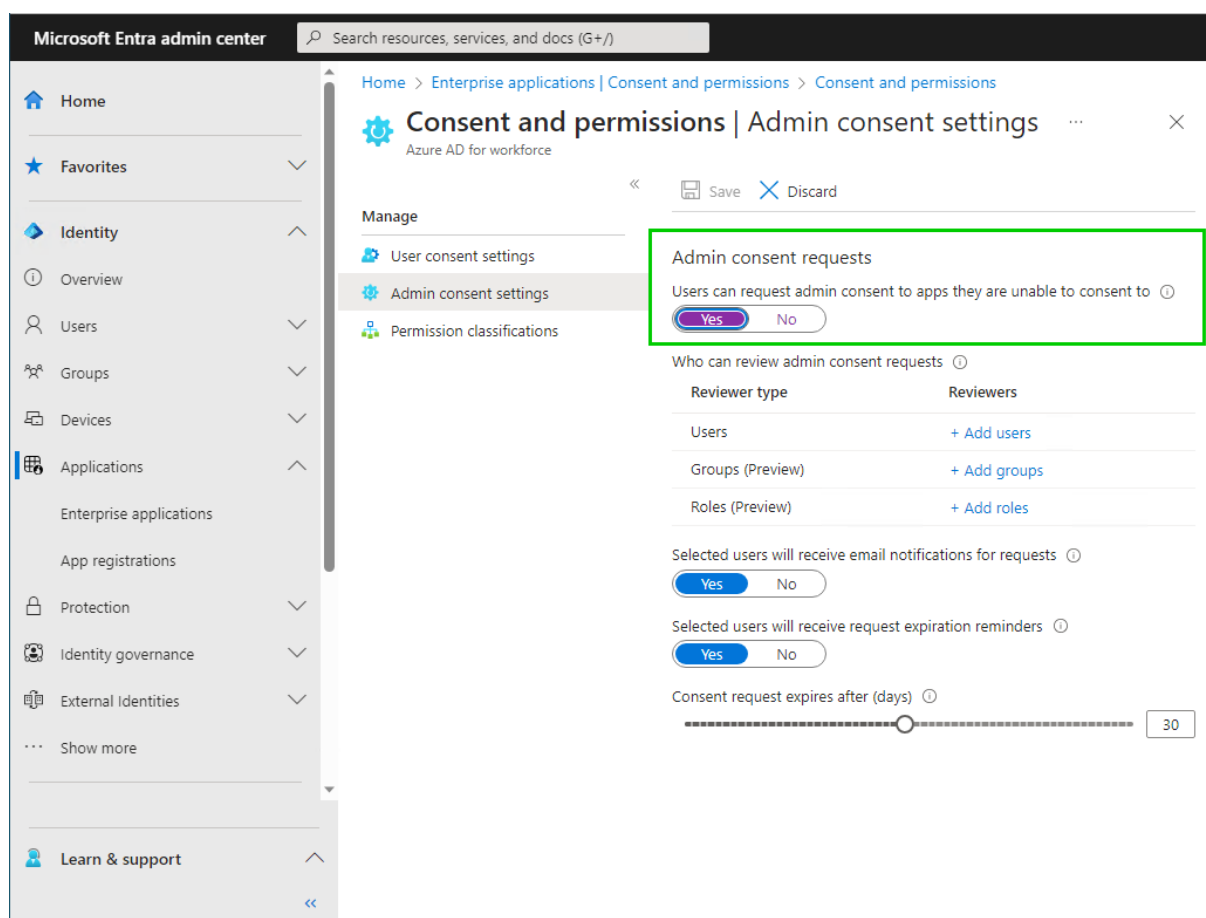 Microsoft Entra admin center
Search resources, services, and docs (G+/)
Home
Favorites
Identity
Overview
Users
Groups
Devices
Applications
Enterprise applications
App registrations
Protection
Identity governance
External Identities
Show more
Learn & support
Home > Enterprise applications | Consent and permissions > Consent and permissions
Consent and permissions | Admin consent settings
Azure AD for workforce
Manage
User consent settings
Admin consent settings
Permission classifications
Save Discard
Admin consent requests
Users can request admin consent to apps they are unable to consent to
Yes No
Who can review admin consent requests
Reviewer type Reviewers
Users + Add users
Groups (Preview) + Add groups
Roles (Preview) + Add roles
Selected users will receive email notifications for requests
Yes No
Selected users will receive request expiration reminders
Yes No
Consent request expires after (days)
30